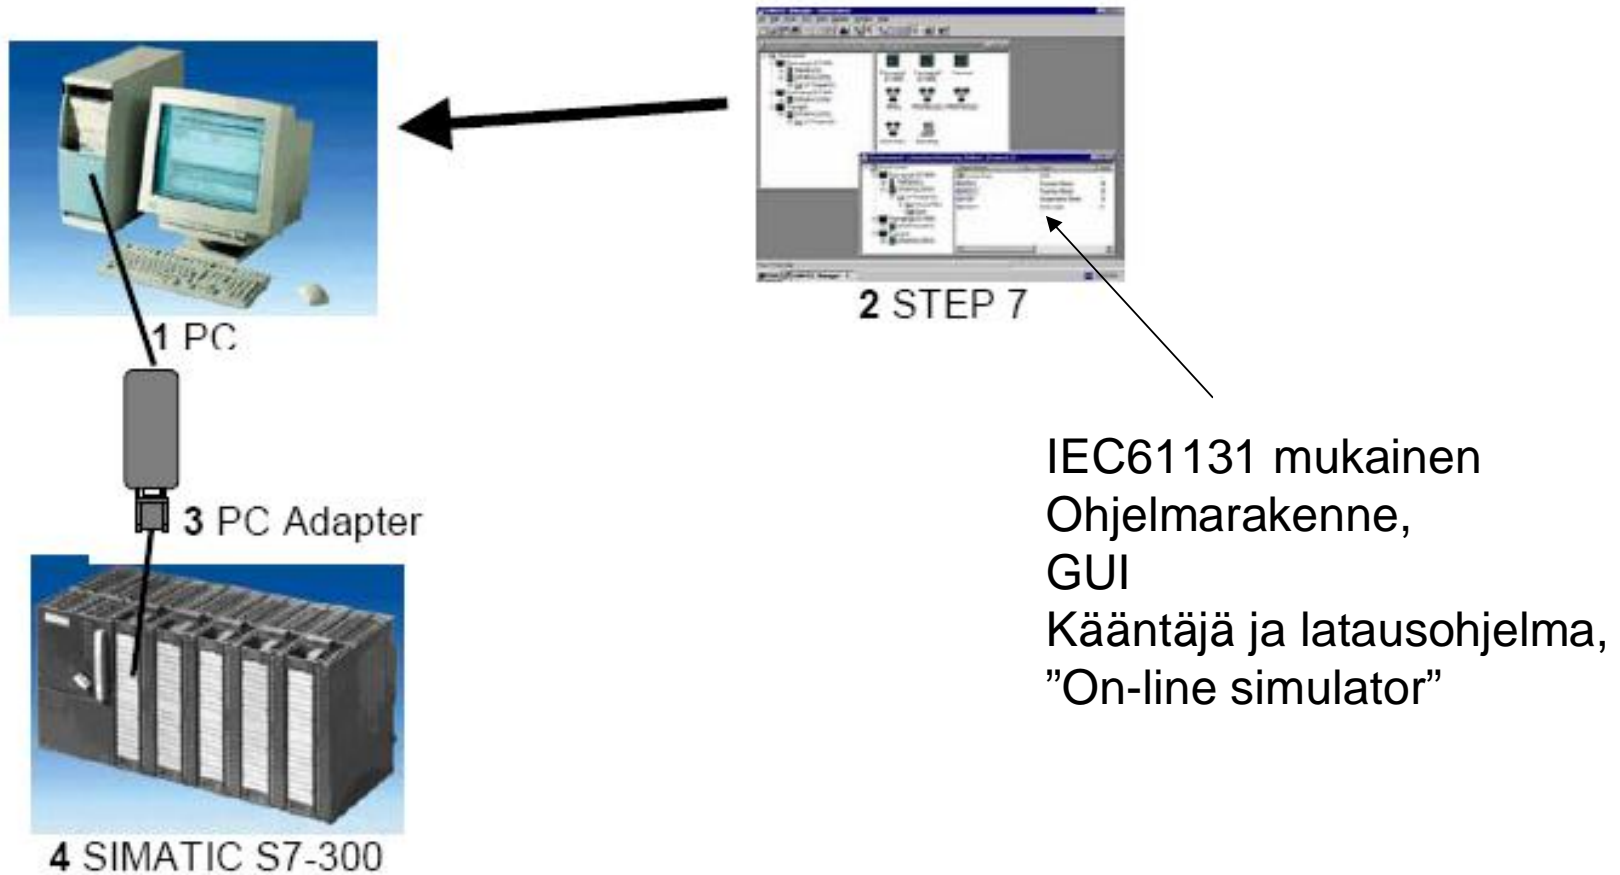 1 PC
2 STEP 7
3 PC Adapter
4 SIMATIC S7-300
IEC61131 mukainen
Ohjelmarakenne,
GUI
Kääntäjä ja latausohjelma,
”On-line simulator”